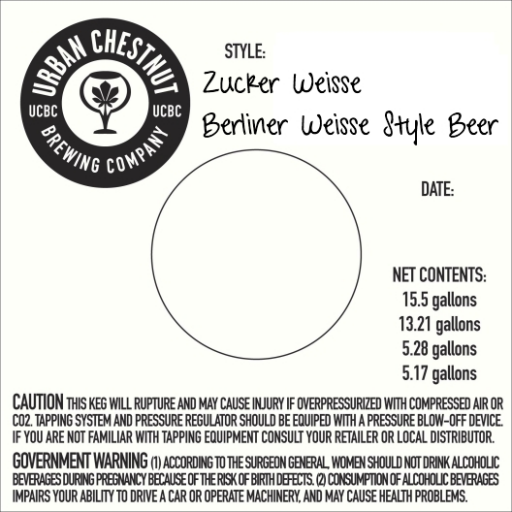 URBAN CHESTNUT
UCBC UCBC
BREWING COMPANY
STYLE:
Zucker Weisse
Berliner Weisse Style Beer
DATE:
NET CONTENTS:
15.5 gallons
13.21 gallons
5.28 gallons
5.17 gallons
CAUTION THIS KEG WILL RUPTURE AND MAY CAUSE INJURY IF OVERPRESSURIZED WITH COMPRESSED AIR OR
CO2. TAPPING SYSTEM AND PRESSURE REGULATOR SHOULD BE EQUIPED WITH A PRESSURE BLOW-OFF DEVICE.
IF YOU ARE NOT FAMILIAR WITH TAPPING EQUIPMENT CONSULT YOUR RETAILER OR LOCAL DISTRIBUTOR.
GOVERNMENT WARNING (1) ACCORDING TO THE SURGEON GENERAL, WOMEN SHOULD NOT DRINK ALCOHOLIC
BEVERAGES DURING PREGNANCY BECAUSE OF THE RISK OF BIRTH DEFECTS. (2) CONSUMPTION OF ALCOHOLIC BEVERAGES
IMPAIRS YOUR ABILITY TO DRIVE A CAR OR OPERATE MACHINERY, AND MAY CAUSE HEALTH PROBLEMS.